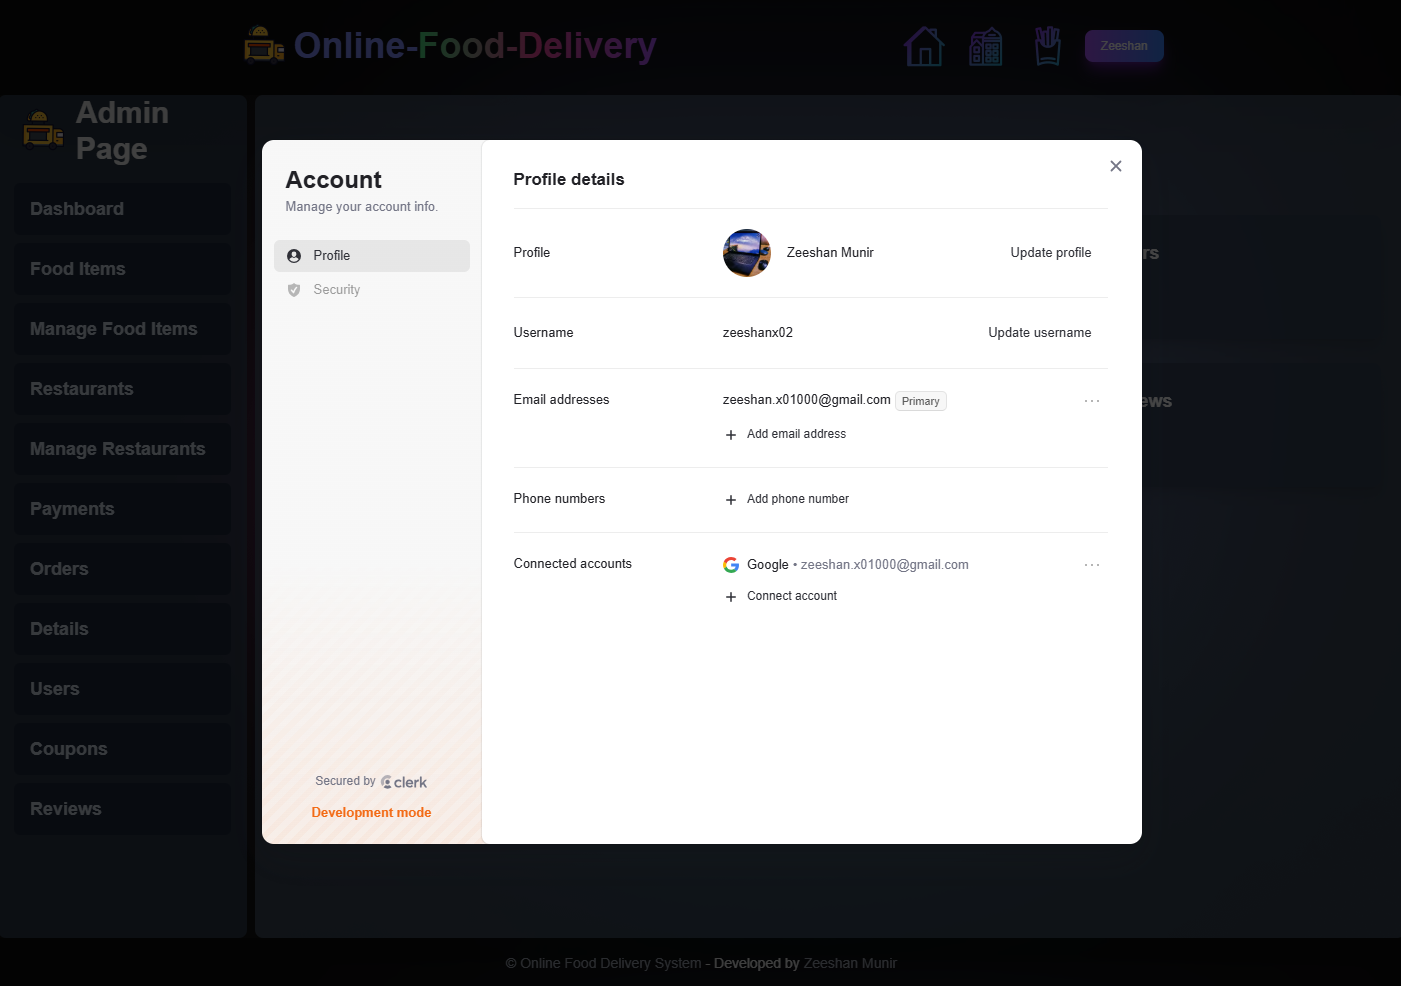 Online-Food-Delivery
Zeeshan
Admin
Page
Dashboard
Food Items
Manage Food Items
Restaurants
Manage Restaurants
Payments
Orders
Details
Users
Coupons
Reviews
Account
Manage your account info.
Profile
Security
Secured by clerk
Development mode
Profile details
Profile
Zeeshan Munir
Update profile
Username
zeeshanx02
Update username
Email addresses
zeeshan.x01000@gmail.com Primary
Add email address
Phone numbers
Add phone number
Connected accounts
Google • zeeshan.x01000@gmail.com
Connect account
rs
ews
© Online Food Delivery System - Developed by Zeeshan Munir